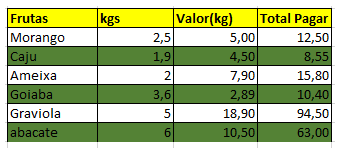 Frutas kgs Valor(kg) Total Pagar
Morango 2,5 5,00 12,50
Caju 1,9 4,50 8,55
Ameixa 2 7,90 15,80
Goiaba 3,6 2,89 10,40
Graviola 5 18,90 94,50
abacate 6 10,50 63,00